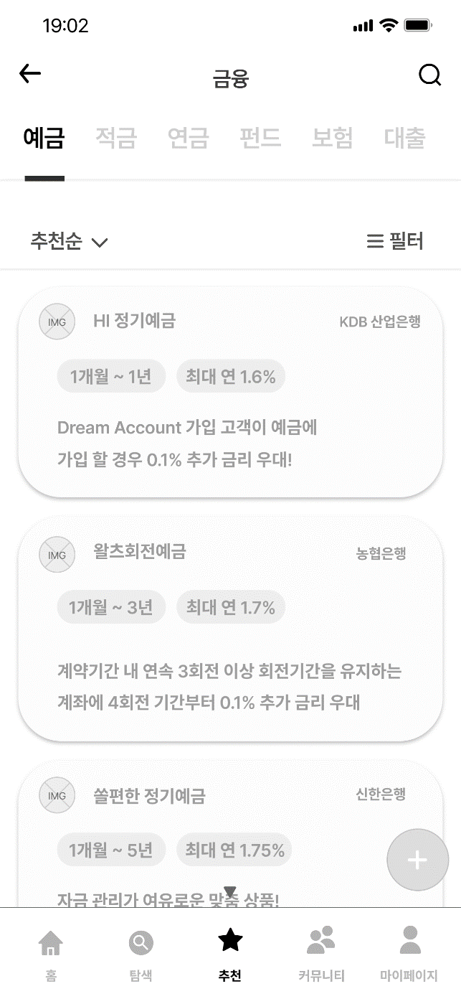 19:02
금융
예금 적금 연금 펀드 보험 대출
추천순 필터
IMG HI 정기예금 KDB 산업은행
1개월 ~ 1년 최대 연 1.6%
Dream Account 가입 고객이 예금에
가입 할 경우 0.1% 추가 금리 우대!
IMG 왈츠회전예금 농협은행
1개월 ~ 3년 최대 연 1.7%
계약기간 내 연속 3회전 이상 회전기간을 유지하는
계좌에 4회전 기간부터 0.1% 추가 금리 우대
IMG 쏠편한 정기예금 신한은행
1개월 ~ 5년 최대 연 1.75%
자금 관리가 여유로운 맞춤 상품!
홈 탐색 추천 커뮤니티 마이페이지